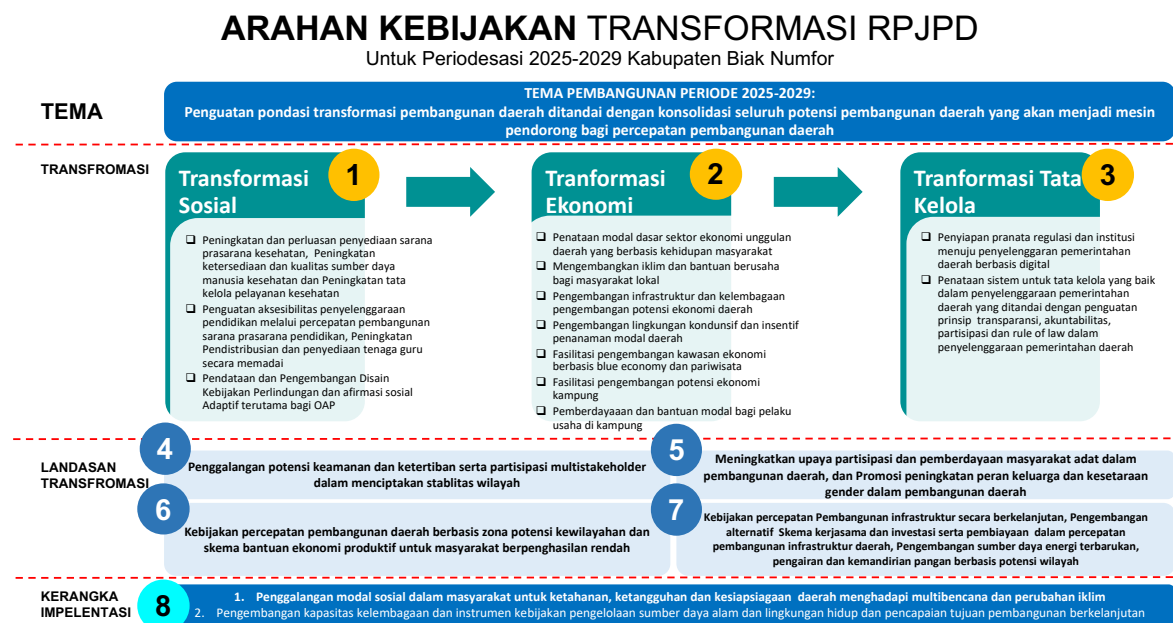 ARAHAN KEBIJAKAN TRANSFORMASI RPJPD
Untuk Periodesasi 2025-2029 Kabupaten Biak Numfor
TEMA
TEMA PEMBANGUNAN PERIODE 2025-2029:
Penguatan pondasi transformasi pembangunan daerah ditandai dengan konsolidasi seluruh potensi pembangunan daerah yang akan menjadi mesin
pendorong bagi percepatan pembangunan daerah
TRANSFROMASI
Transformasi
Sosial
1
Peningkatan dan perluasan penyediaan sarana
prasarana kesehatan, Peningkatan
ketersediaan dan kualitas sumber daya
manusia kesehatan dan Peningkatan tata
kelola pelayanan kesehatan
Penguatan aksesibilitas penyelenggaraan
pendidikan melalui percepatan pembangunan
sarana prasarana pendidikan, Peningkatan
Pendistribusian dan penyediaan tenaga guru
secara memadai
Pendataan dan Pengembangan Disain
Kebijakan Perlindungan dan afirmasi sosial
Adaptif terutama bagi OAP
Tranformasi
Ekonomi
2
Penataan modal dasar sektor ekonomi unggulan
daerah yang berbasis kehidupan masyarakat
Mengembangkan iklim dan bantuan berusaha
bagi masyarakat lokal
Pengembangan infrastruktur dan kelembagaan
pengembangan potensi ekonomi daerah
Pengembangan lingkungan kondunsif dan insentif
penanaman modal daerah
Fasilitasi pengembangan kawasan ekonomi
berbasis blue economy dan pariwisata
Fasilitasi pengembangan potensi ekonomi
kampung
Pemberdayaaan dan bantuan modal bagi pelaku
usaha di kampung
Tranformasi Tata
Kelola
3
Penyiapan pranata regulasi dan institusi
menuju penyelenggaran pemerintahan
daerah berbasis digital
Penataan sistem untuk tata kelola yang baik
dalam penyelenggaraan pemerintahan
daerah yang ditandai dengan penguatan
prinsip transparansi, akuntabilitas,
partisipasi dan rule of law dalam
penyelenggaraan pemerintahan daerah
LANDASAN
TRANSFROMASI
4
Penggalangan potensi keamanan dan ketertiban serta partisipasi multistakeholder
dalam menciptakan stablitas wilayah
5
Meningkatkan upaya partisipasi dan pemberdayaan masyarakat adat dalam
pembangunan daerah, dan Promosi peningkatan peran keluarga dan kesetaraan
gender dalam pembangunan daerah
6
Kebijakan percepatan pembangunan daerah berbasis zona potensi kewilayahan dan
skema bantuan ekonomi produktif untuk masyarakat berpenghasilan rendah
7
Kebijakan percepatan Pembangunan infrastruktur secara berkelanjutan, Pengembangan
alternatif Skema kerjasama dan investasi serta pembiayaan dalam percepatan
pembangunan infrastruktur daerah, Pengembangan sumber daya energi terbarukan,
pengairan dan kemandirian pangan berbasis potensi wilayah
KERANGKA
IMPELENTASI
8
1. Penggalangan modal sosial dalam masyarakat untuk ketahanan, ketangguhan dan kesiapsiagaan daerah menghadapi multibencana dan perubahan iklim
2. Pengembangan kapasitas kelembagaan dan instrumen kebijakan pengelolaan sumber daya alam dan lingkungan hidup dan pencapaian tujuan pembangunan berkelanjutan